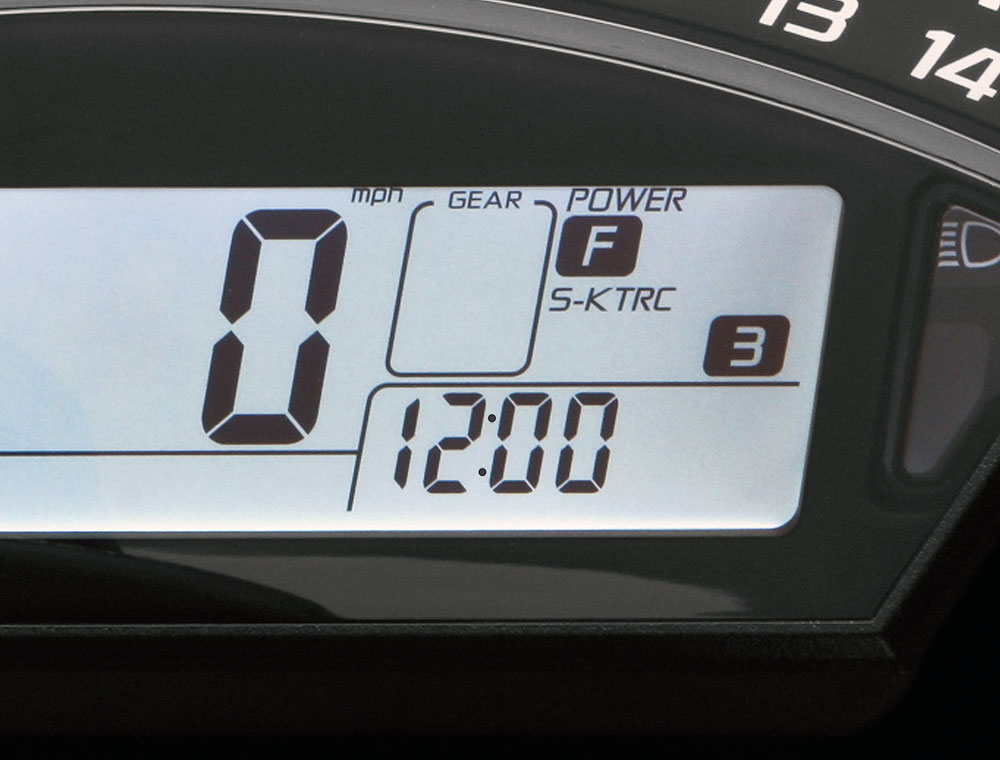 13
14
mph GEAR POWER
0 F
S-KTRC
3
12:00